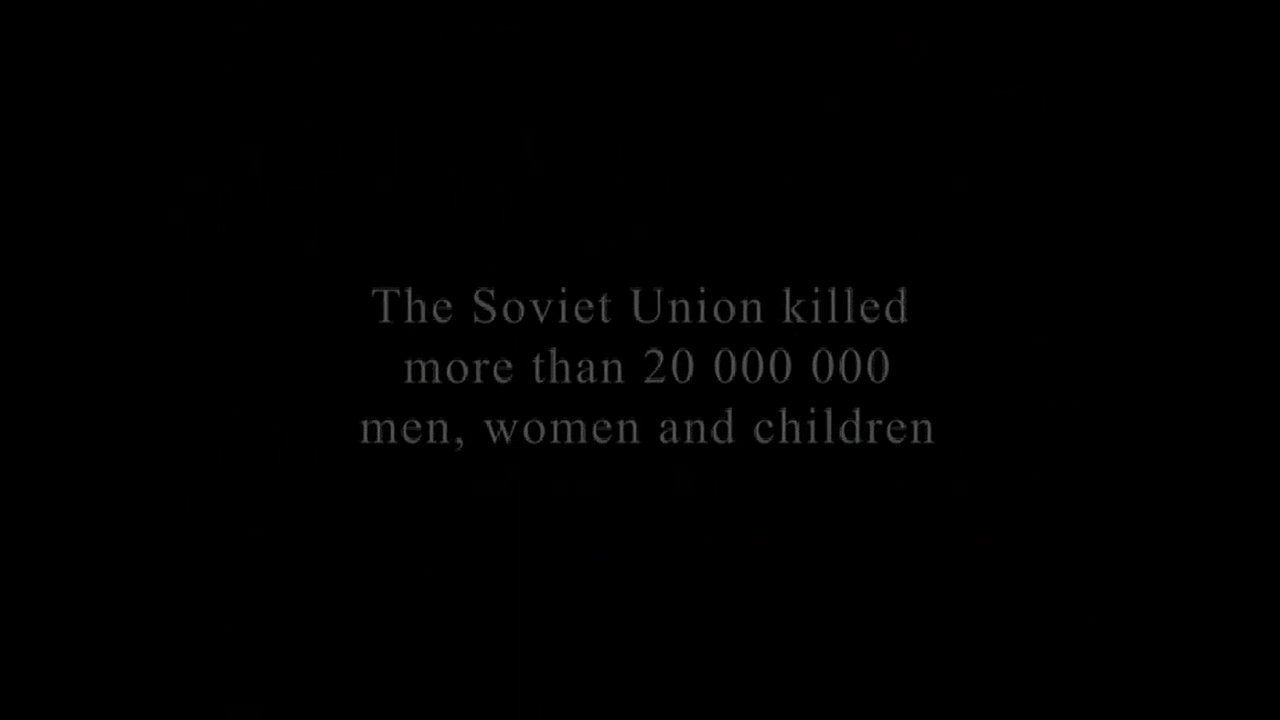 The Soviet Union killed
more than 20 000 000
men, women and children